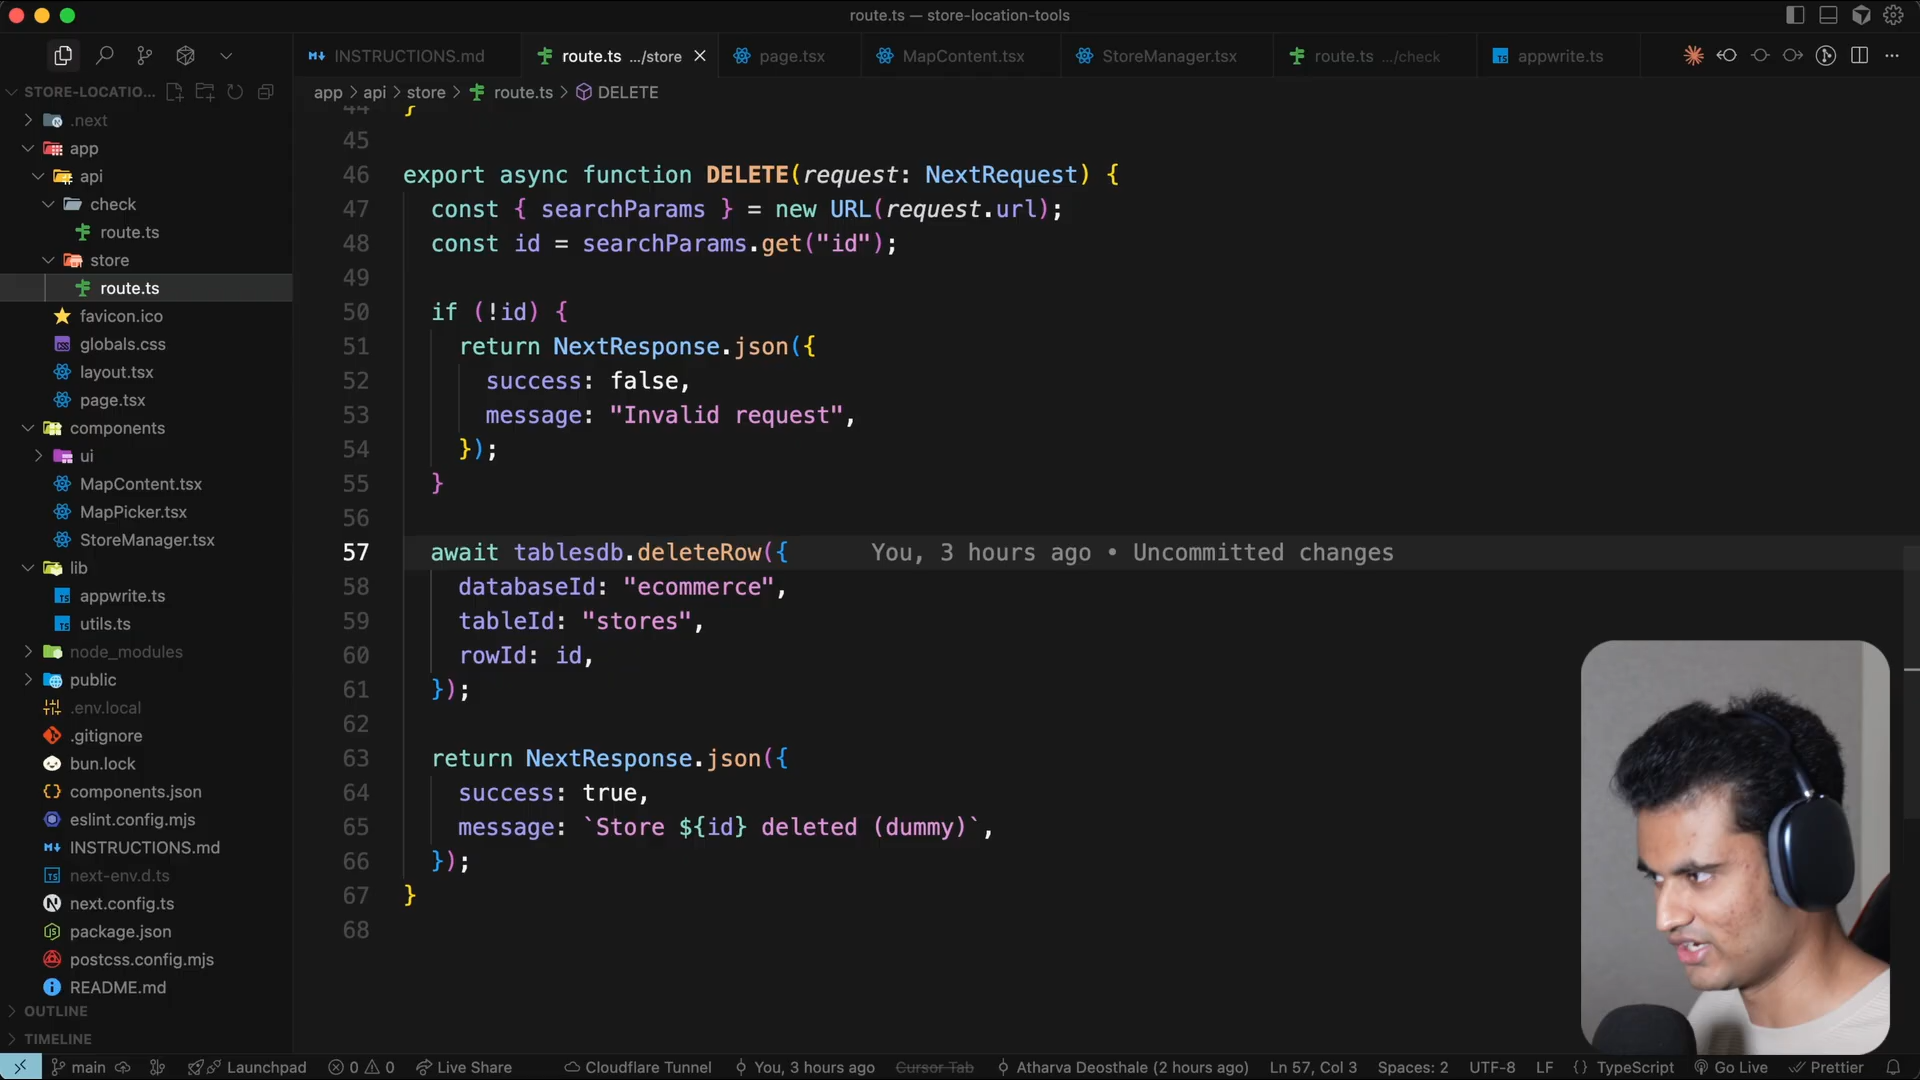 route.ts — store-location-tools
INSTRUCTIONS.md
route.ts .../store
page.tsx
MapContent.tsx
StoreManager.tsx
route.ts .../check
appwrite.ts
STORE-LOCATIO...
app > api > store > route.ts > DELETE
.next
app
api
check
route.ts
store
route.ts
favicon.ico
globals.css
layout.tsx
page.tsx
components
ui
MapContent.tsx
MapPicker.tsx
StoreManager.tsx
lib
appwrite.ts
utils.ts
node_modules
public
.env.local
.gitignore
bun.lock
components.json
eslint.config.mjs
INSTRUCTIONS.md
next-env.d.ts
next.config.ts
package.json
postcss.config.mjs
README.md
OUTLINE
TIMELINE
44 }
45
46 export async function DELETE(request: NextRequest) {
47 const { searchParams } = new URL(request.url);
48 const id = searchParams.get("id");
49
50 if (!id) {
51 return NextResponse.json({
52 success: false,
53 message: "Invalid request",
54 });
55 }
56
57 await tablesdb.deleteRow({ You, 3 hours ago • Uncommitted changes
58 databaseId: "ecommerce",
59 tableId: "stores",
60 rowId: id,
61 });
62
63 return NextResponse.json({
64 success: true,
65 message: `Store ${id} deleted (dummy)`,
66 });
67 }
68
main Launchpad 0 0 Live Share Cloudflare Tunnel You, 3 hours ago Cursor Tab Atharva Deosthale (2 hours ago) Ln 57, Col 3 Spaces: 2 UTF-8 LF {} TypeScript Go Live Prettier